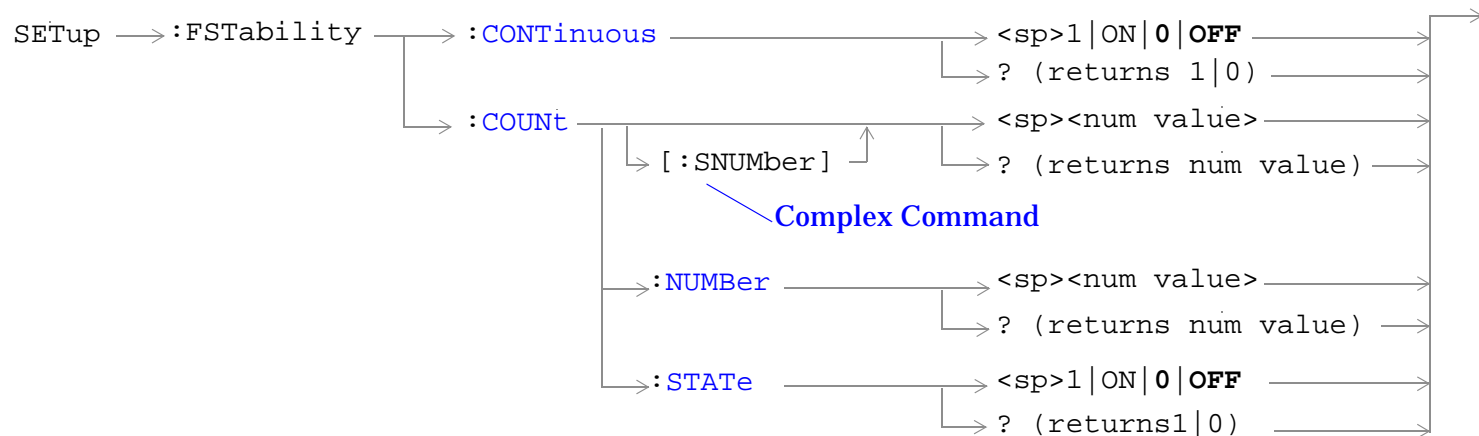 SETup :FSTability :CONTinuous <sp>1|ON|0|OFF
? (returns 1|0)
:COUNt <sp><num value>
[:SNUMber] ? (returns num value)
Complex Command
:NUMBer <sp><num value>
? (returns num value)
:STATe <sp>1|ON|0|OFF
? (returns1|0)